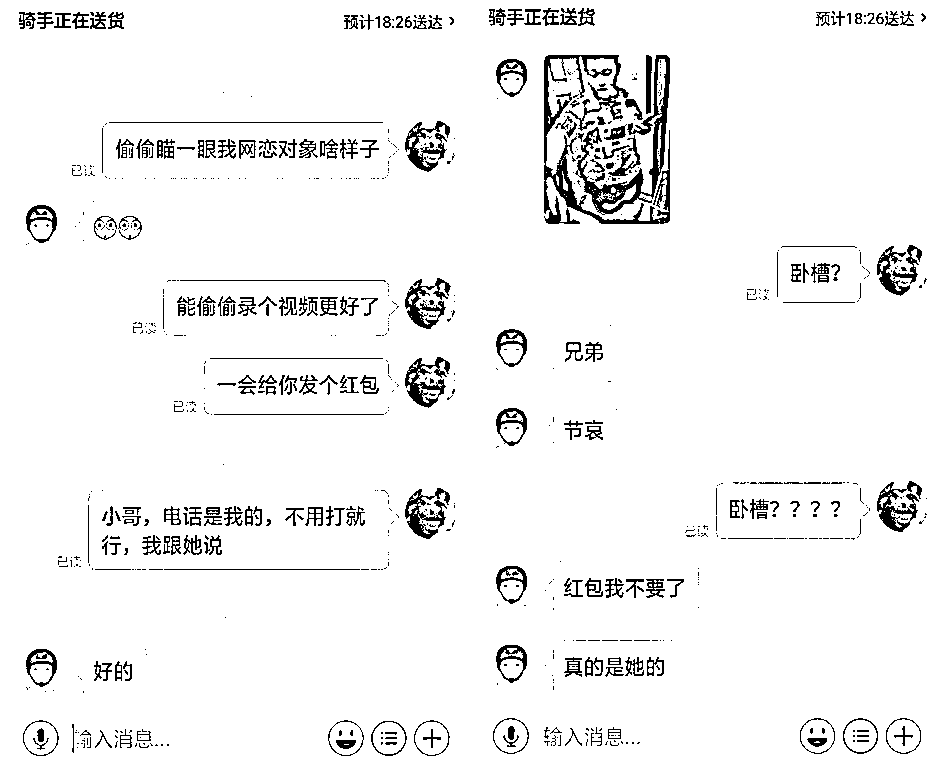 骑手正在送货
预计18:26送达
偷偷瞄一眼我网恋对象啥样子
已读
能偷偷录个视频更好了
已读
一会给你发个红包
已读
小哥，电话是我的，不用打就
行，我跟她说
已读
好的
输入消息...
骑手正在送货
预计18:26送达
卧槽？
已读
兄弟
节哀
卧槽？？？？
已读
红包我不要了
真的是她的
输入消息...